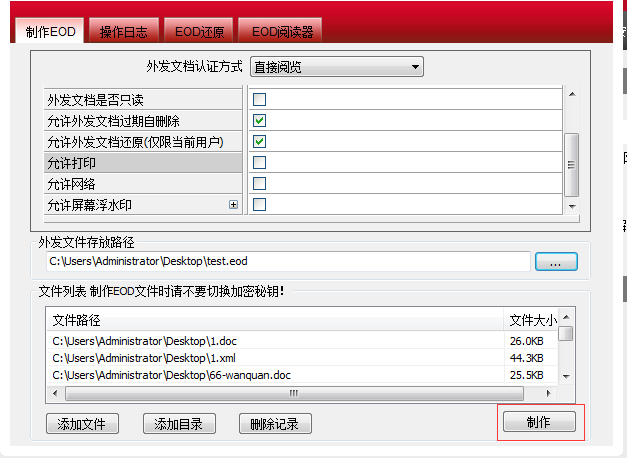 制作EOD 操作日志 EOD还原 EOD阅读器
外发文档认证方式 直接阅览
外发文档是否只读
允许外发文档过期自删除
允许外发文档还原(仅限当前用户)
允许打印
允许网络
允许屏幕浮水印
外发文件存放路径
C:\Users\Administrator\Desktop\test.eod ...
文件列表 制作EOD文件时请不要切换加密秘钥！
文件路径 文件大小
C:\Users\Administrator\Desktop\1.doc 26.0KB
C:\Users\Administrator\Desktop\1.xml 44.3KB
C:\Users\Administrator\Desktop\66-wanquan.doc 25.5KB
添加文件 添加目录 删除记录 制作